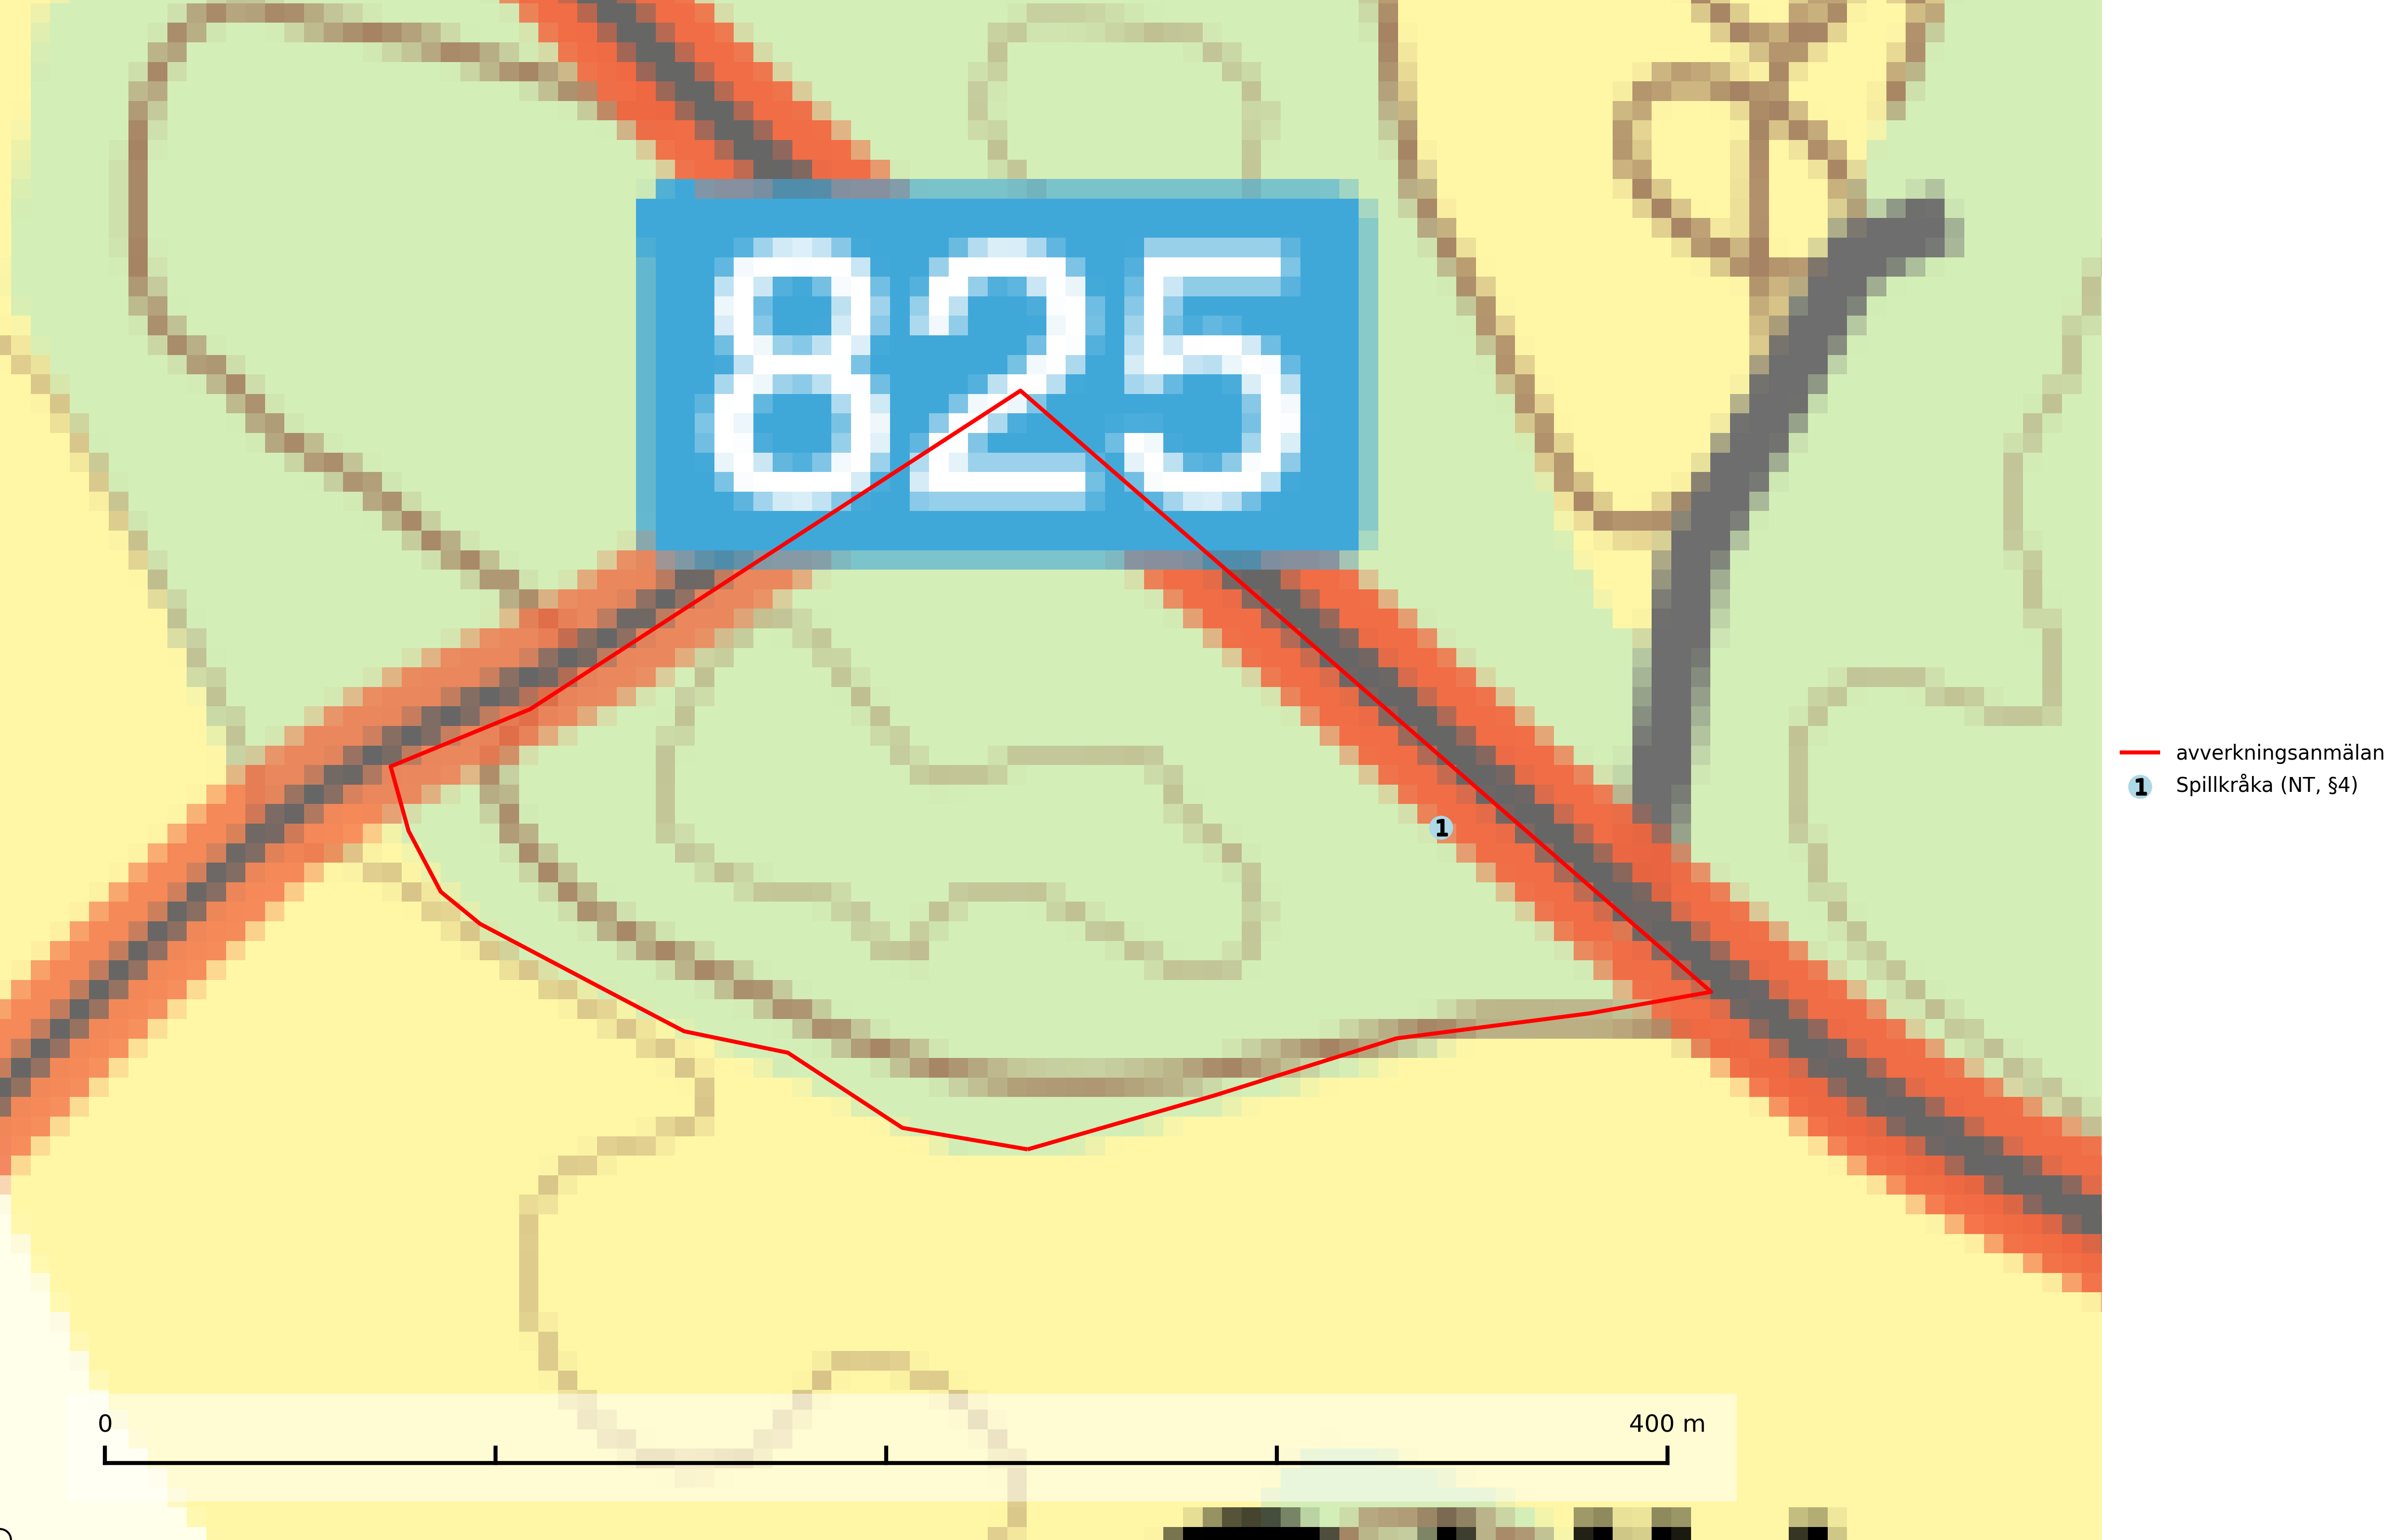 825
1
avverkningsanmälan
1 Spillkråka (NT, §4)
0 400 m